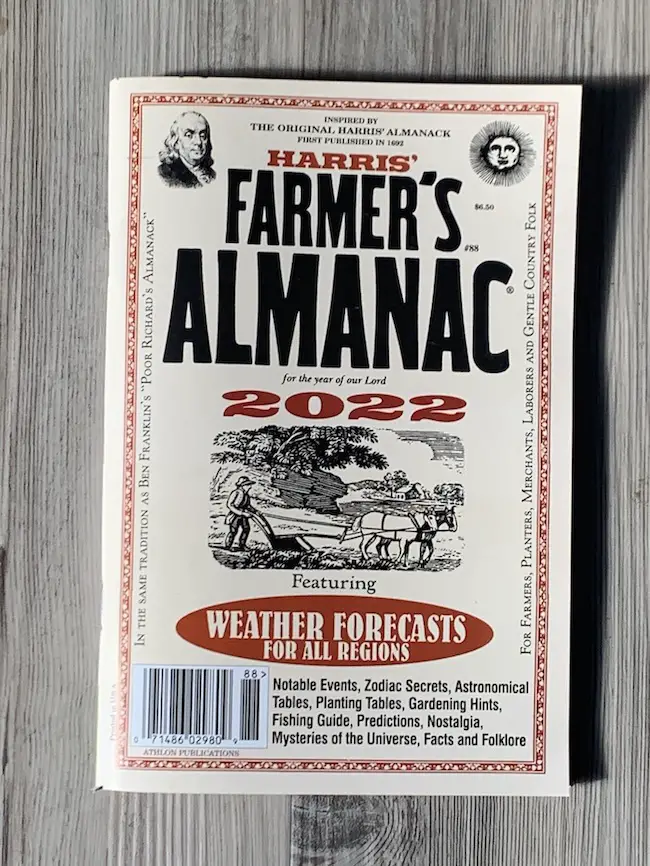 INSPIRED BY
THE ORIGINAL HARRIS' ALMANACK
FIRST PUBLISHED IN 1692
HARRIS'
FARMER'S
$6.50
#88
ALMANAC®
for the year of our Lord
2022
IN THE SAME TRADITION AS BEN FRANKLIN'S "POOR RICHARD'S ALMANACK"
FOR FARMERS, PLANTERS, MERCHANTS, LABORERS AND GENTLE COUNTRY FOLK
Featuring
WEATHER FORECASTS
FOR ALL REGIONS
88>
0 71486 02980 9
ATHLON PUBLICATIONS
Notable Events, Zodiac Secrets, Astronomical
Tables, Planting Tables, Gardening Hints,
Fishing Guide, Predictions, Nostalgia,
Mysteries of the Universe, Facts and Folklore
Printed in